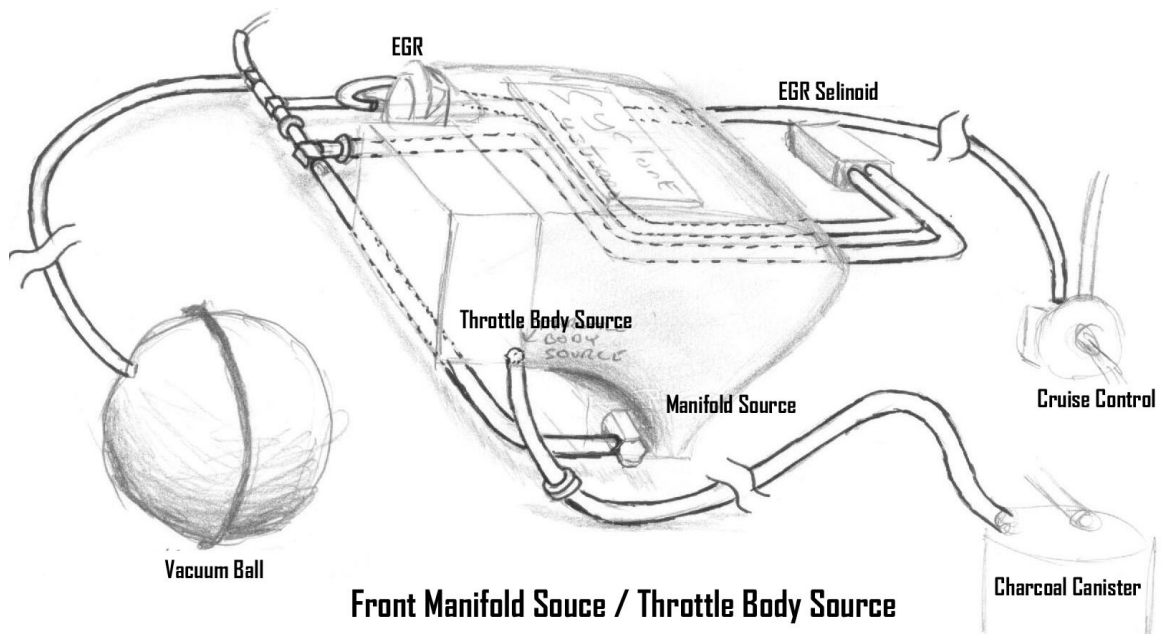 EGR
EGR Selinoid
SyclonE
Throttle Body Source
BODY
SOURCE
Manifold Source
Cruise Control
Vacuum Ball
Charcoal Canister
Front Manifold Souce / Throttle Body Source